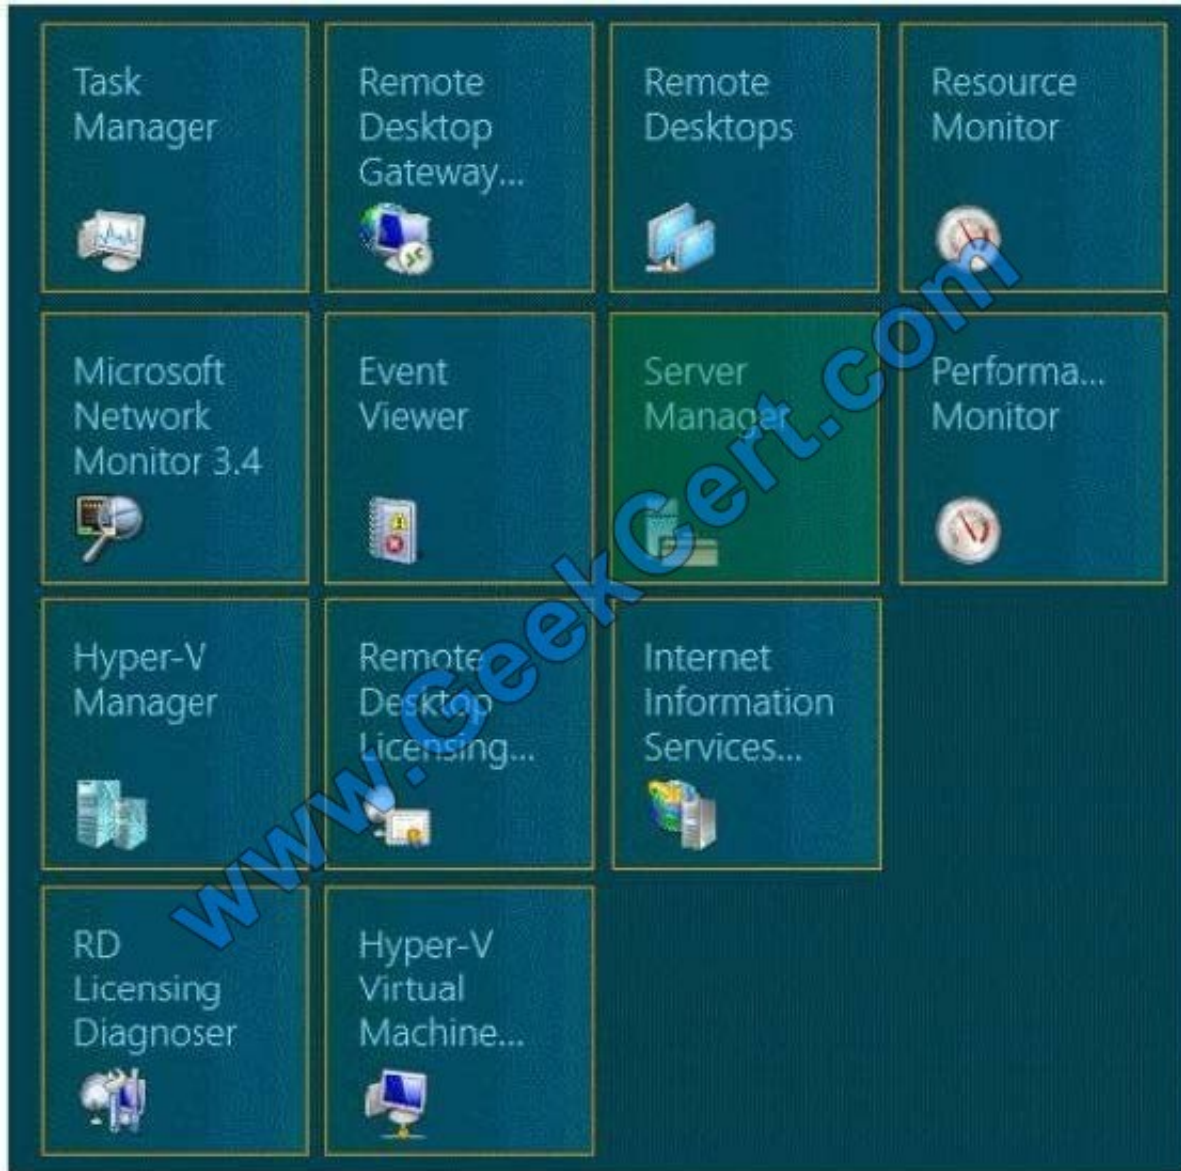 Task
Manager
Remote
Desktop
Gateway...
Remote
Desktops
Resource
Monitor
Microsoft
Network
Monitor 3.4
Event
Viewer
Server
Manager
Performa...
Monitor
Hyper-V
Manager
Remote
Desktop
Licensing...
Internet
Information
Services...
RD
Licensing
Diagnoser
Hyper-V
Virtual
Machine...
www.GeekCert.com